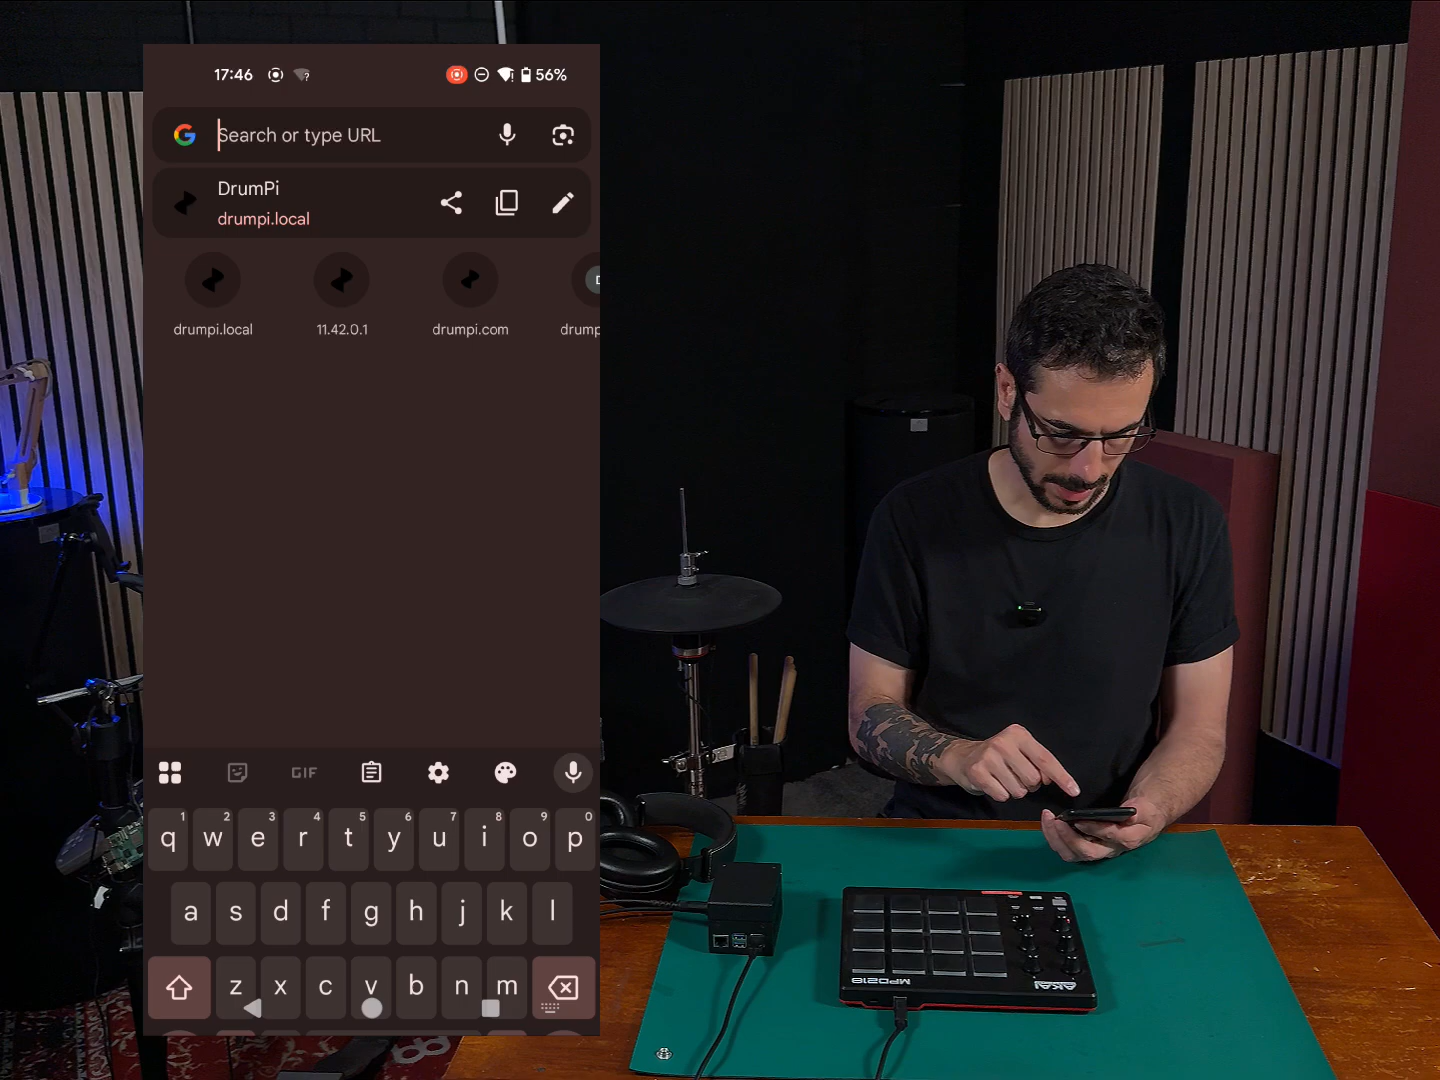 17:46
56%
Search or type URL
DrumPi
drumpi.local
drumpi.local
11.42.0.1
drumpi.com
drump
GIF
1 2 3 4 5 6 7 8 9 0
q w e r t y u i o p
a s d f g h j k l
z x c v b n m
MPD218
AKAI